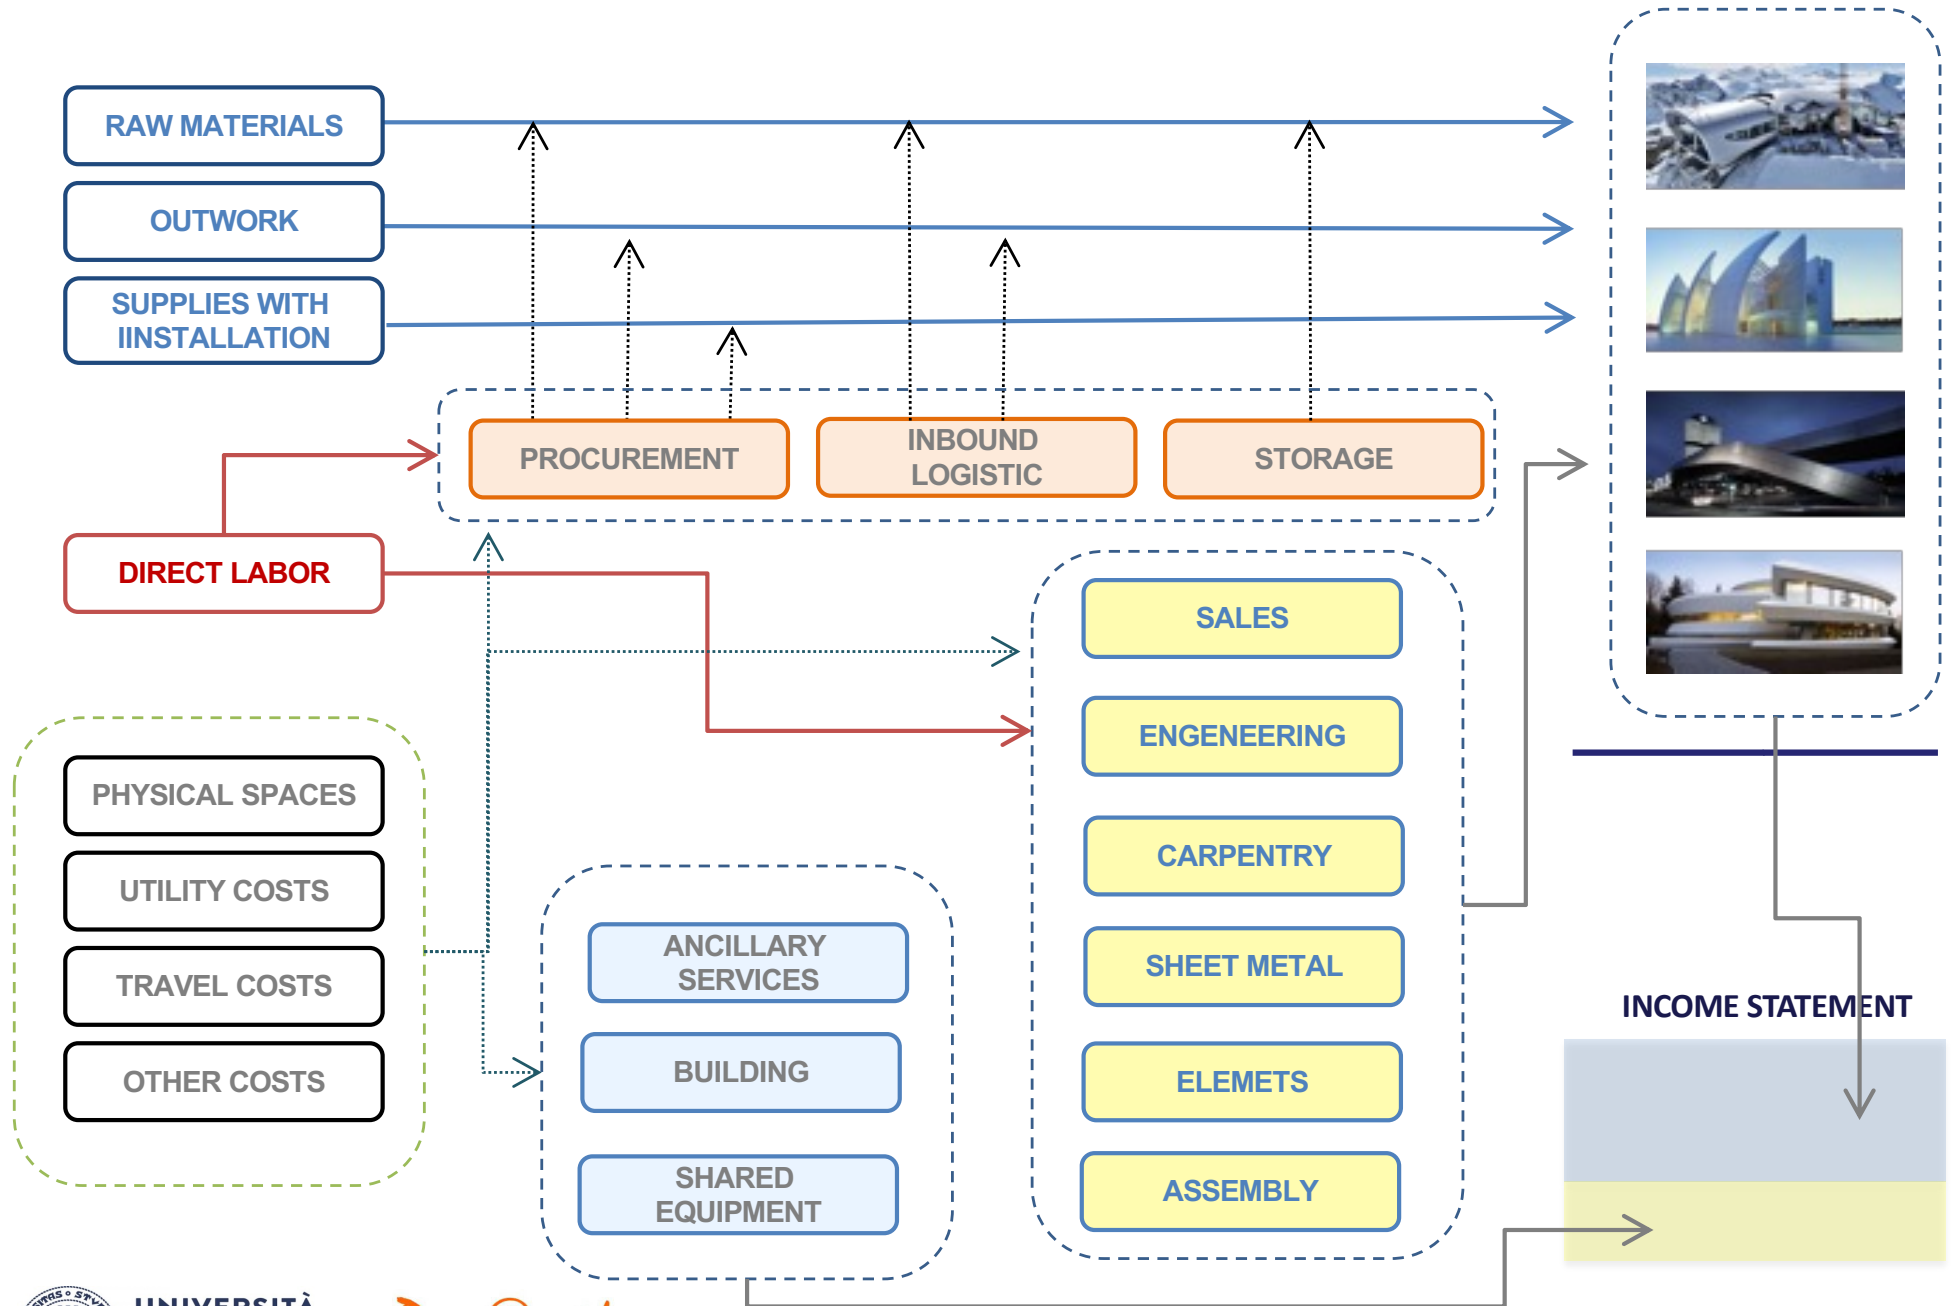 RAW MATERIALS
OUTWORK
SUPPLIES WITH
IINSTALLATION
PROCUREMENT
INBOUND
LOGISTIC
STORAGE
DIRECT LABOR
SALES
ENGENEERING
CARPENTRY
SHEET METAL
ELEMETS
ASSEMBLY
PHYSICAL SPACES
UTILITY COSTS
TRAVEL COSTS
OTHER COSTS
ANCILLARY
SERVICES
BUILDING
SHARED
EQUIPMENT
INCOME STATEMENT
UNIVERSITÀ